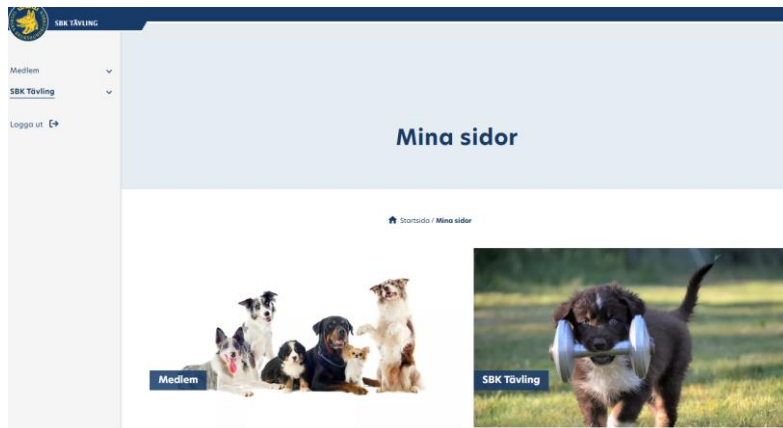 SBK TÄVLING
Medlem
SBK Tävling
Logga ut
Mina sidor
Startsida / Mina sidor
Medlem
SBK Tävling